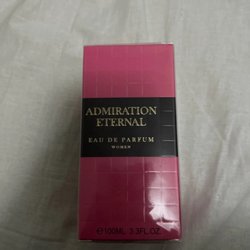 ADMIRATION
ETERNAL
EAU DE PARFUM
WOMEN
℮100ML 3.3FL.OZ.